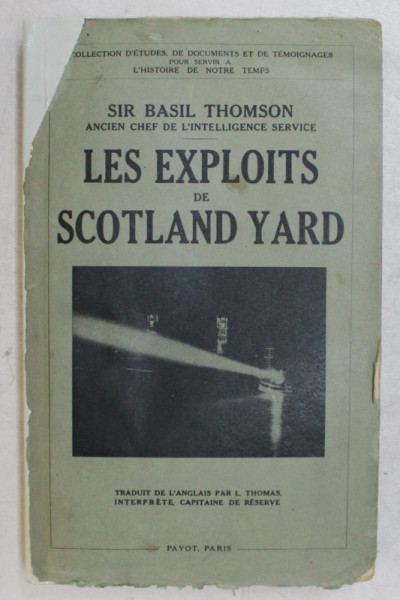 COLLECTION D'ÉTUDES, DE DOCUMENTS ET DE TÉMOIGNAGES
POUR SERVIR A
L'HISTOIRE DE NOTRE TEMPS
SIR BASIL THOMSON
ANCIEN CHEF DE L'INTELLIGENCE SERVICE
LES EXPLOITS
DE
SCOTLAND YARD
TRADUIT DE L'ANGLAIS PAR L. THOMAS,
INTERPRÈTE, CAPITAINE DE RÉSERVE
PAYOT, PARIS